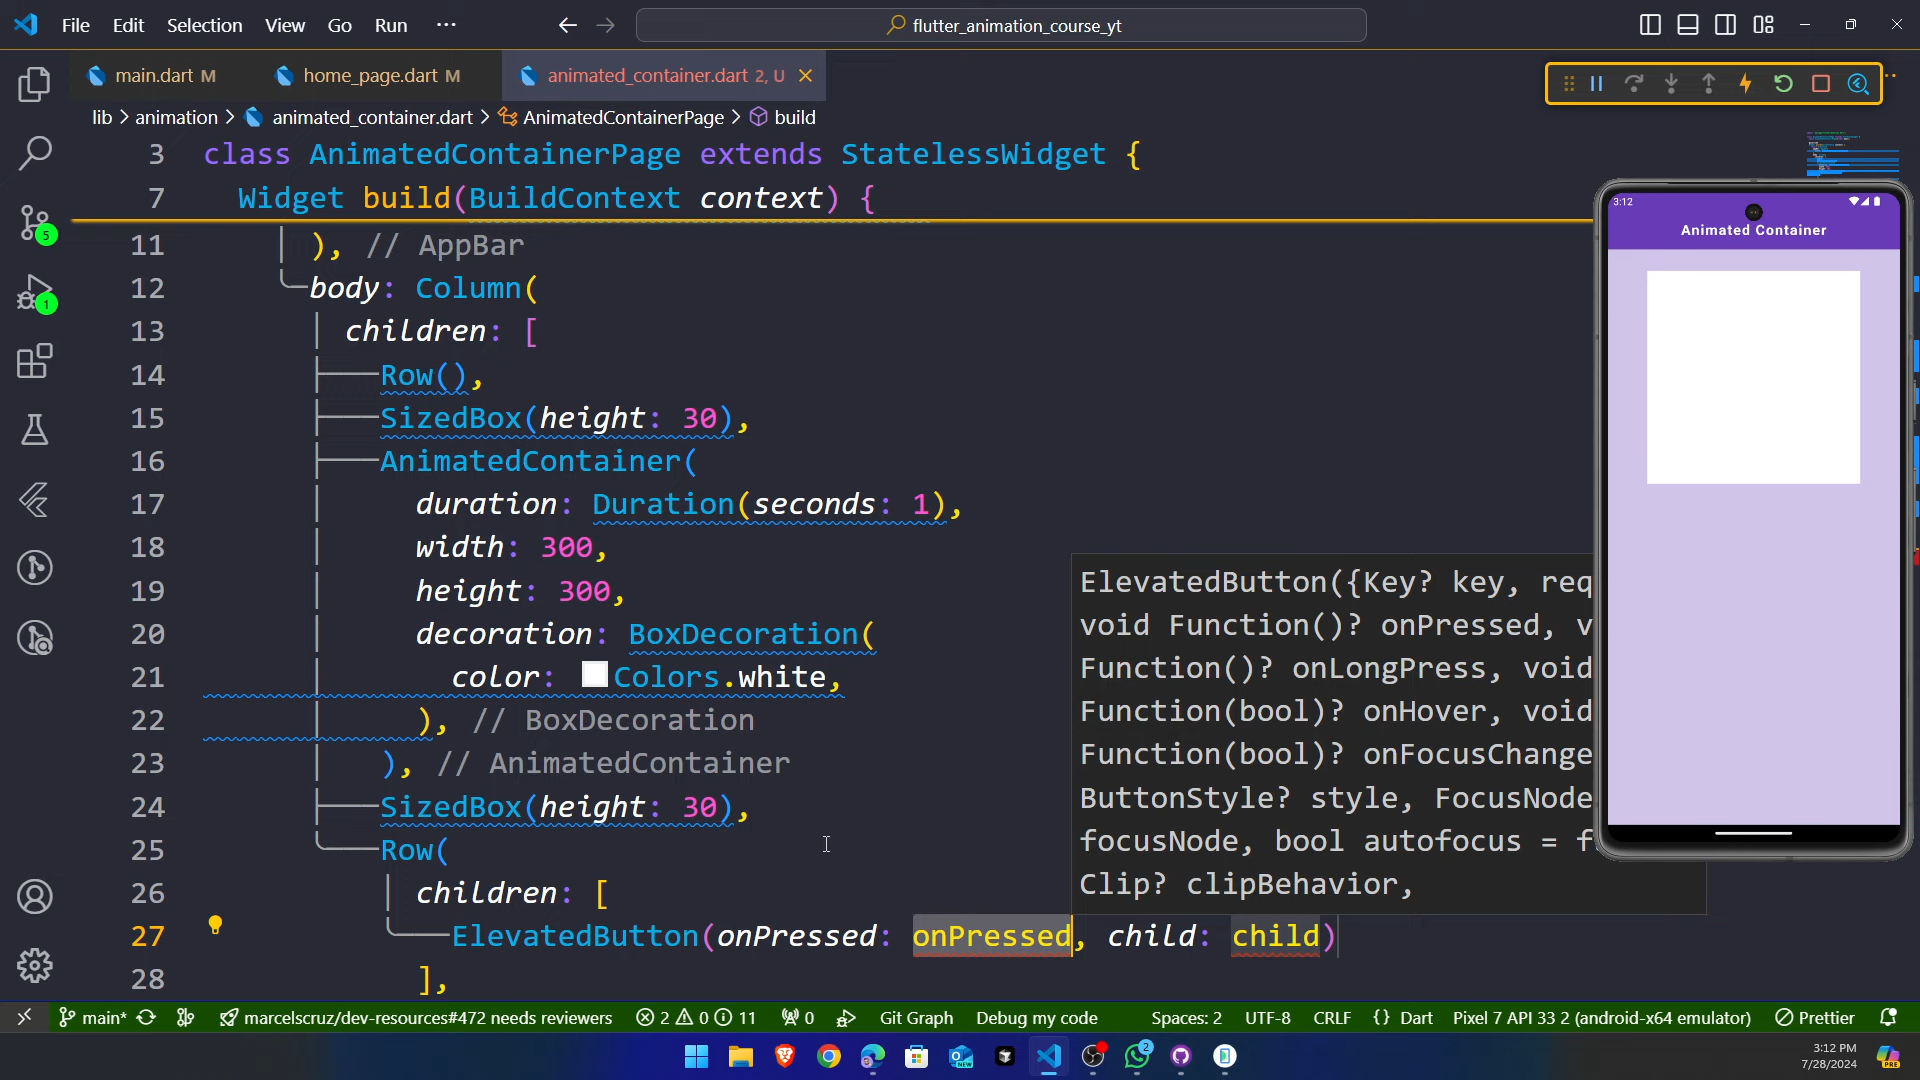 File Edit Selection View Go Run ···
flutter_animation_course_yt
main.dart M
home_page.dart M
animated_container.dart 2, U
lib > animation > animated_container.dart > AnimatedContainerPage > build
3 class AnimatedContainerPage extends StatelessWidget {
7 Widget build(BuildContext context) {
11 ), // AppBar
12 body: Column(
13 children: [
14 Row(),
15 SizedBox(height: 30),
16 AnimatedContainer(
17 duration: Duration(seconds: 1),
18 width: 300,
19 height: 300,
20 decoration: BoxDecoration(
21 color: Colors.white,
22 ), // BoxDecoration
23 ), // AnimatedContainer
24 SizedBox(height: 30),
25 Row(
26 children: [
27 ElevatedButton(onPressed: onPressed, child: child)
28 ],
ElevatedButton({Key? key, req
void Function()? onPressed, v
Function()? onLongPress, void
Function(bool)? onHover, void
Function(bool)? onFocusChange
ButtonStyle? style, FocusNode
focusNode, bool autofocus = f
Clip? clipBehavior,
3:12
Animated Container
5
1
main* marcelscruz/dev-resources#472 needs reviewers 2 0 11 0 Git Graph Debug my code Spaces: 2 UTF-8 CRLF {} Dart Pixel 7 API 33 2 (android-x64 emulator) Prettier
NEW
2
3:12 PM
7/28/2024
PRE